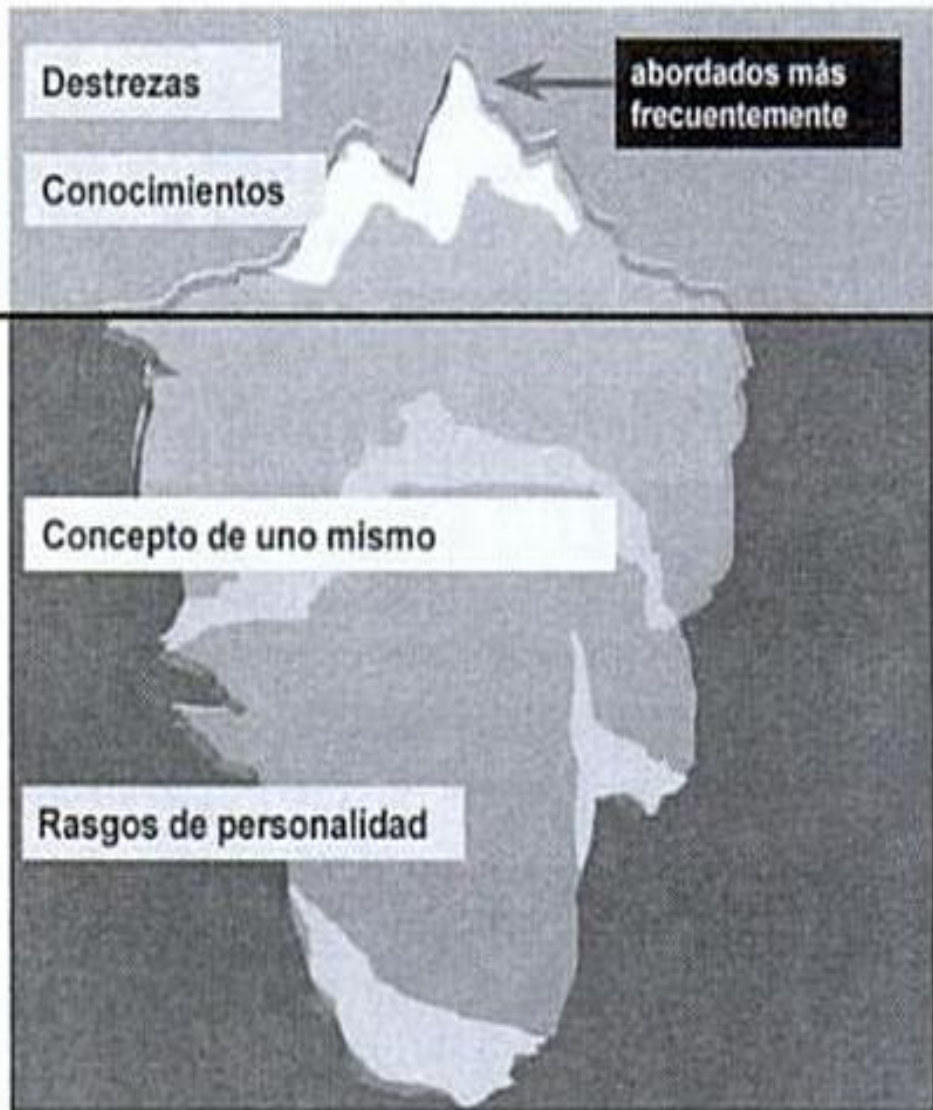 Destrezas
abordados más
frecuentemente
Conocimientos
Concepto de uno mismo
Rasgos de personalidad